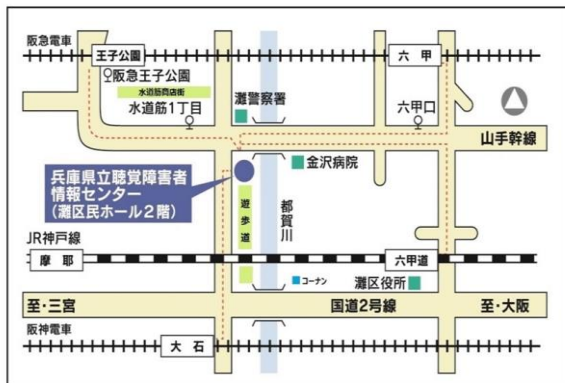 阪急電車
王子公園
六甲
阪急王子公園
水道筋商店街
水道筋1丁目
灘警察署
六甲口
山手幹線
兵庫県立聴覚障害者
情報センター
(灘区民ホール2階)
金沢病院
遊歩道
都賀川
JR神戸線
摩耶
六甲道
コーナン
灘区役所
至・三宮
国道2号線
至・大阪
阪神電車
大石